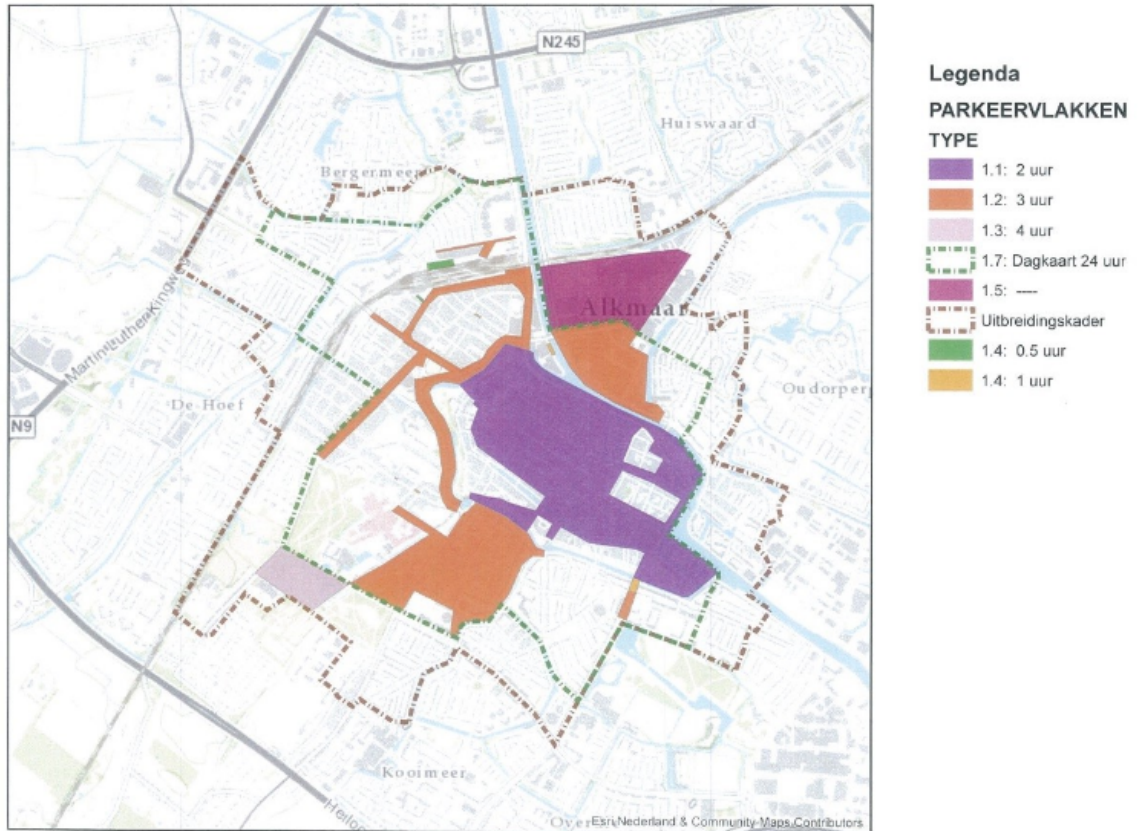 N245
Huiswaard
Bergermeer
Alkmaar
Martin Luther Kingweg
De Hoef
Oudorperp
N9
Kooimeer
Heiloo
Over
Esri Nederland & Community Maps Contributors
Legenda
PARKEERVLAKKEN
TYPE
1.1: 2 uur
1.2: 3 uur
1.3: 4 uur
1.7: Dagkaart 24 uur
1.5: ----
Uitbreidingskader
1.4: 0.5 uur
1.4: 1 uur